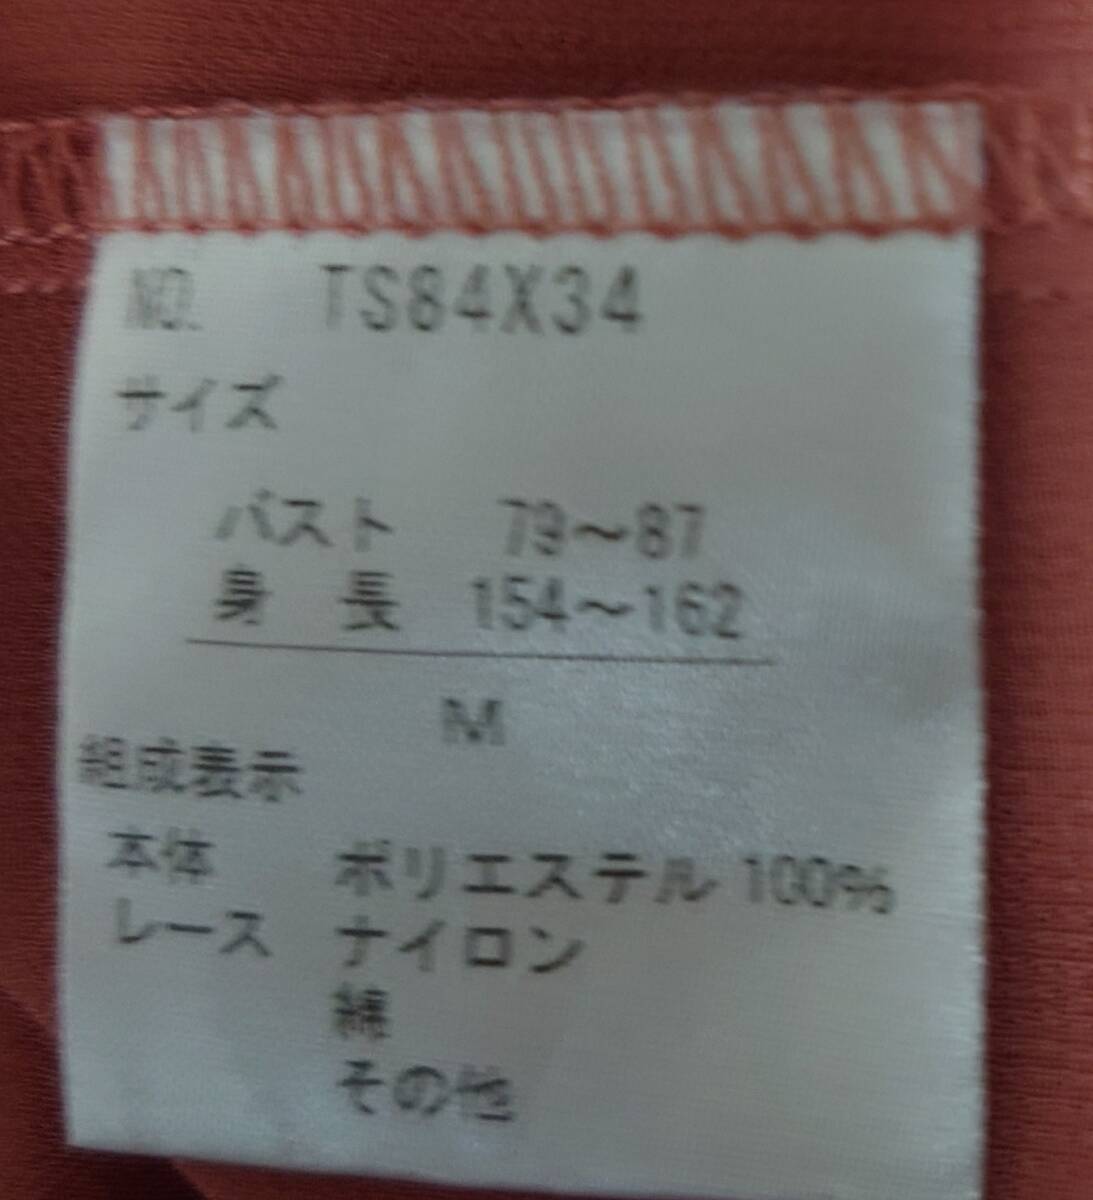 NO. TS84X34
サイズ
バスト 79～87
身長 154～162
M
組成表示
本体 ポリエステル 100%
レース ナイロン
綿
その他